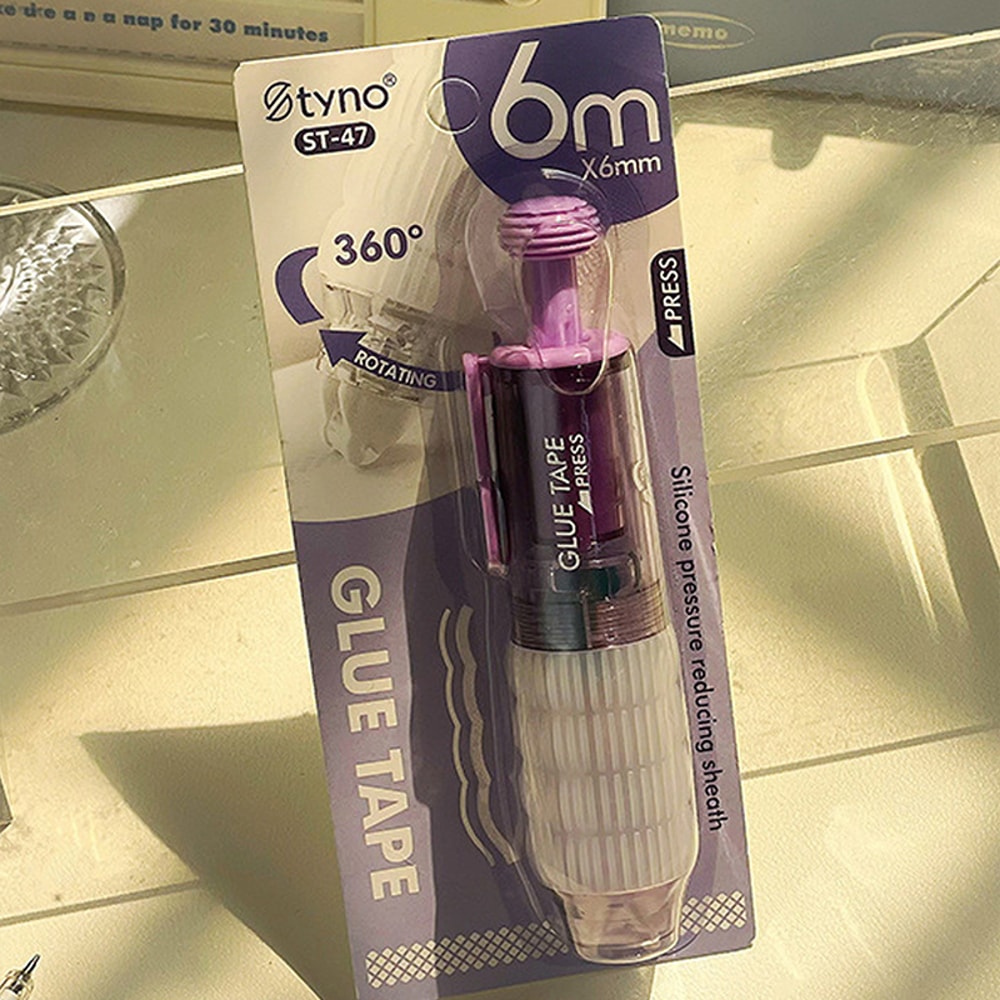 a nap for 30 minutes
memo
Styno®
ST-47
6m
X6mm
360°
ROTATING
PRESS
GLUE TAPE
PRESS
Silicone pressure reducing sheath
GLUE TAPE